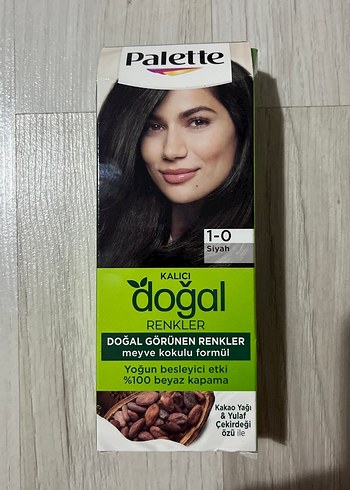 Palette
1-0
Siyah
KALICI
doğal
RENKLER
DOĞAL GÖRÜNEN RENKLER
meyve kokulu formül
Yoğun besleyici etki
%100 beyaz kapama
Kakao Yağı
& Yulaf
Çekirdeği
özü ile